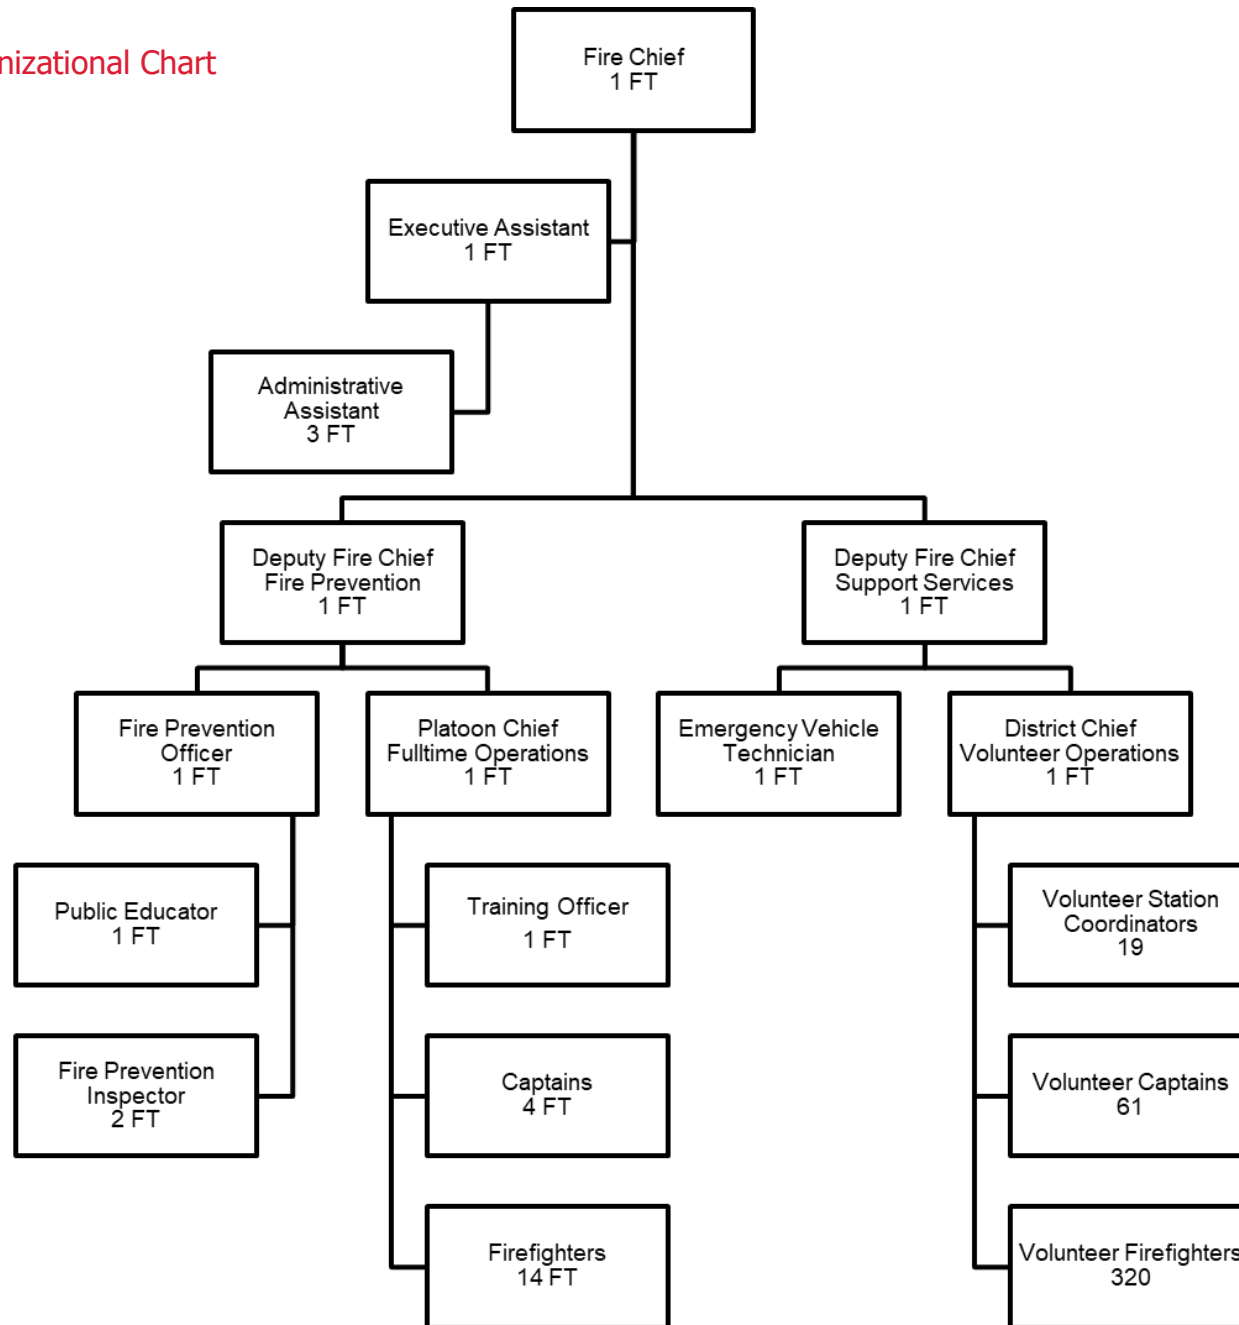 nizational Chart
Fire Chief
1 FT
Executive Assistant
1 FT
Administrative
Assistant
3 FT
Deputy Fire Chief
Fire Prevention
1 FT
Deputy Fire Chief
Support Services
1 FT
Fire Prevention
Officer
1 FT
Platoon Chief
Fulltime Operations
1 FT
Emergency Vehicle
Technician
1 FT
District Chief
Volunteer Operations
1 FT
Public Educator
1 FT
Training Officer
1 FT
Volunteer Station
Coordinators
19
Fire Prevention
Inspector
2 FT
Captains
4 FT
Volunteer Captains
61
Firefighters
14 FT
Volunteer Firefighters
320